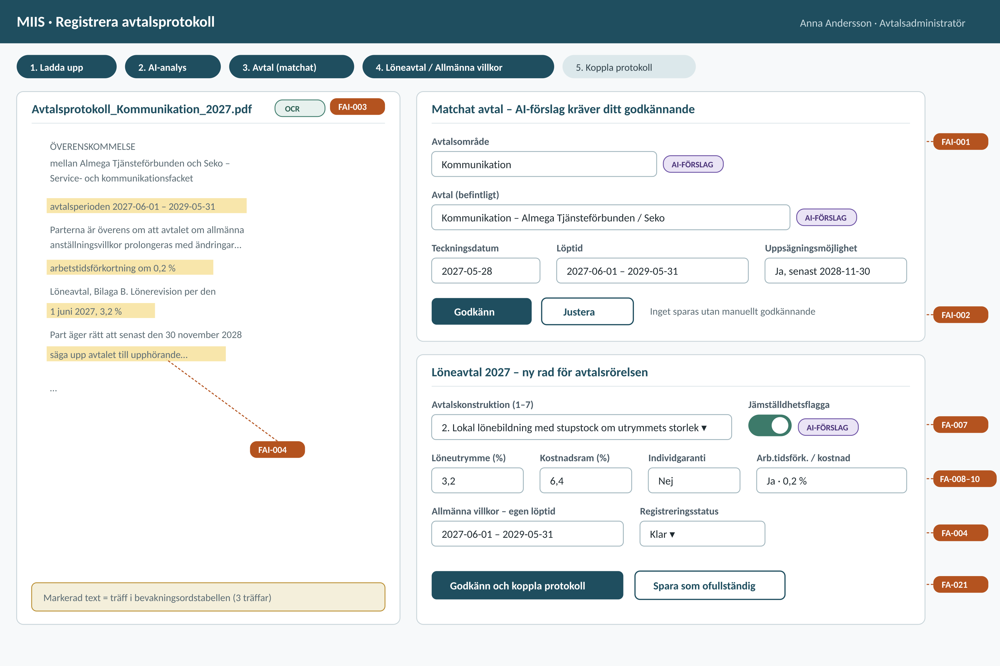 MIIS · Registrera avtalsprotokoll
Anna Andersson · Avtalsadministratör
1. Ladda upp
2. AI-analys
3. Avtal (matchat)
4. Löneavtal / Allmänna villkor
5. Koppla protokoll
Avtalsprotokoll_Kommunikation_2027.pdf
OCR
FAI-003
ÖVERENSKOMMELSE
mellan Almega Tjänsteförbunden och Seko –
Service- och kommunikationsfacket
avtalsperioden 2027-06-01 – 2029-05-31
Parterna är överens om att avtalet om allmänna
anställningsvillkor prolongeras med ändringar...
arbetstidsförkortning om 0,2 %
Löneavtal, Bilaga B. Lönerevision per den
1 juni 2027, 3,2 %
Part äger rätt att senast den 30 november 2028
säga upp avtalet till upphörande...
...
FAI-004
Markerad text = träff i bevakningsordstabellen (3 träffar)
Matchat avtal – AI-förslag kräver ditt godkännande
Avtalsområde
FAI-001
Kommunikation
AI-FÖRSLAG
Avtal (befintligt)
Kommunikation – Almega Tjänsteförbunden / Seko
AI-FÖRSLAG
Teckningsdatum
Löptid
Uppsägningsmöjlighet
2027-05-28
2027-06-01 – 2029-05-31
Ja, senast 2028-11-30
Godkänn
Justera
Inget sparas utan manuellt godkännande
FAI-002
Löneavtal 2027 – ny rad för avtalsrörelsen
Avtalskonstruktion (1–7)
Jämställdhetsflagga
2. Lokal lönebildning med stupstock om utrymmets storlek ▾
AI-FÖRSLAG
FA-007
Löneutrymme (%)
Kostnadsram (%)
Individgaranti
Arb.tidsförk. / kostnad
3,2
6,4
Nej
Ja · 0,2 %
FA-008–10
Allmänna villkor – egen löptid
Registreringsstatus
2027-06-01 – 2029-05-31
Klar ▾
FA-004
Godkänn och koppla protokoll
Spara som ofullständig
FA-021